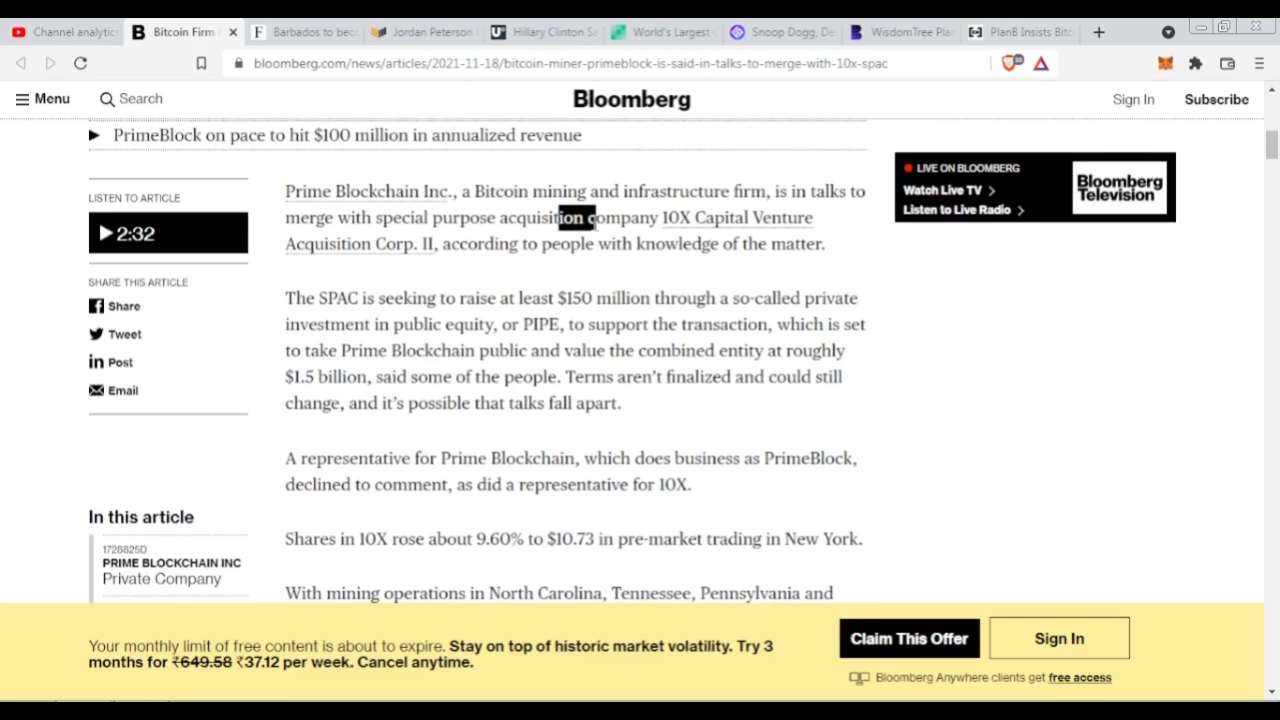 Channel analytic
Bitcoin Firm
Barbados to bec
Jordan Peterson
Hillary Clinton Sa
World's Largest
Snoop Dogg, De
WisdomTree Pla
PlanB Insists Bitc
bloomberg.com/news/articles/2021-11-18/bitcoin-miner-primeblock-is-said-in-talks-to-merge-with-10x-spac
Menu
Search
Bloomberg
Sign In
Subscribe
PrimeBlock on pace to hit $100 million in annualized revenue
LISTEN TO ARTICLE
2:32
SHARE THIS ARTICLE
Share
Tweet
Post
Email
Prime Blockchain Inc., a Bitcoin mining and infrastructure firm, is in talks to
merge with special purpose acquisition company 10X Capital Venture
Acquisition Corp. II, according to people with knowledge of the matter.
The SPAC is seeking to raise at least $150 million through a so-called private
investment in public equity, or PIPE, to support the transaction, which is set
to take Prime Blockchain public and value the combined entity at roughly
$1.5 billion, said some of the people. Terms aren't finalized and could still
change, and it's possible that talks fall apart.
A representative for Prime Blockchain, which does business as PrimeBlock,
declined to comment, as did a representative for 10X.
Shares in 10X rose about 9.60% to $10.73 in pre-market trading in New York.
With mining operations in North Carolina, Tennessee, Pennsylvania and
In this article
1728825D
PRIME BLOCKCHAIN INC
Private Company
LIVE ON BLOOMBERG
Watch Live TV
Listen to Live Radio
Bloomberg
Television
Your monthly limit of free content is about to expire. Stay on top of historic market volatility. Try 3
months for ₹649.58 ₹37.12 per week. Cancel anytime.
Claim This Offer
Sign In
Bloomberg Anywhere clients get free access